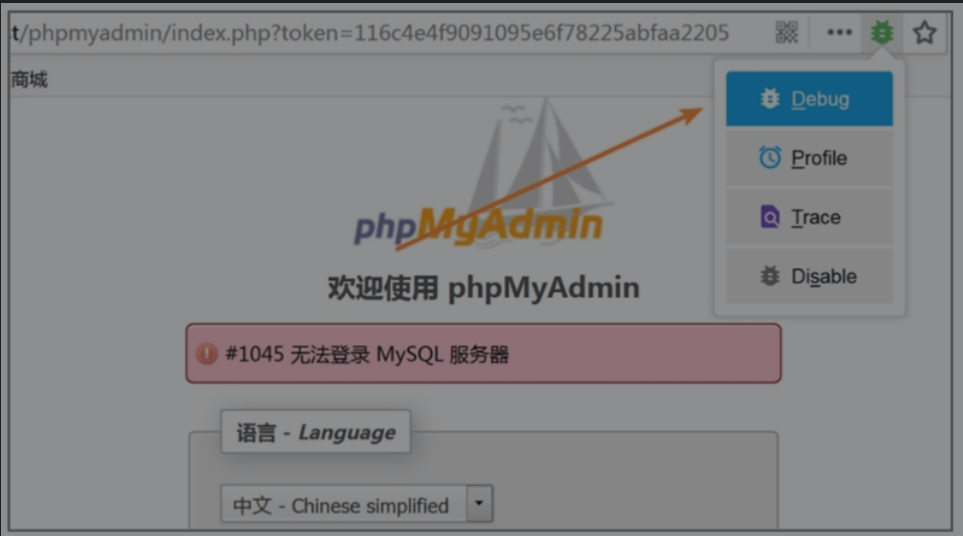 t/phpmyadmin/index.php?token=116c4e4f9091095e6f78225abfaa2205
商城
Debug
Profile
Trace
Disable
phpMyAdmin
欢迎使用 phpMyAdmin
#1045 无法登录 MySQL 服务器
语言 - Language
中文 - Chinese simplified